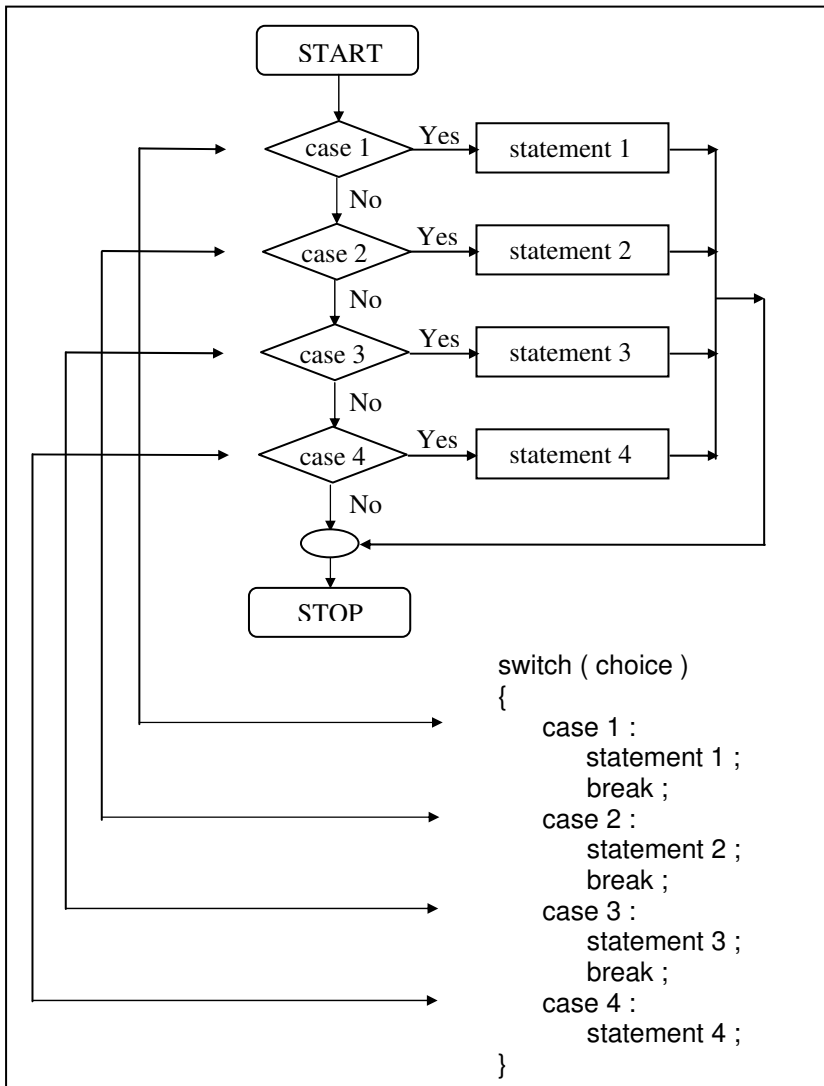 START
case 1 Yes statement 1
No
case 2 Yes statement 2
No
case 3 Yes statement 3
No
case 4 Yes statement 4
No
STOP
switch ( choice )
{
case 1 :
statement 1 ;
break ;
case 2 :
statement 2 ;
break ;
case 3 :
statement 3 ;
break ;
case 4 :
statement 4 ;
}